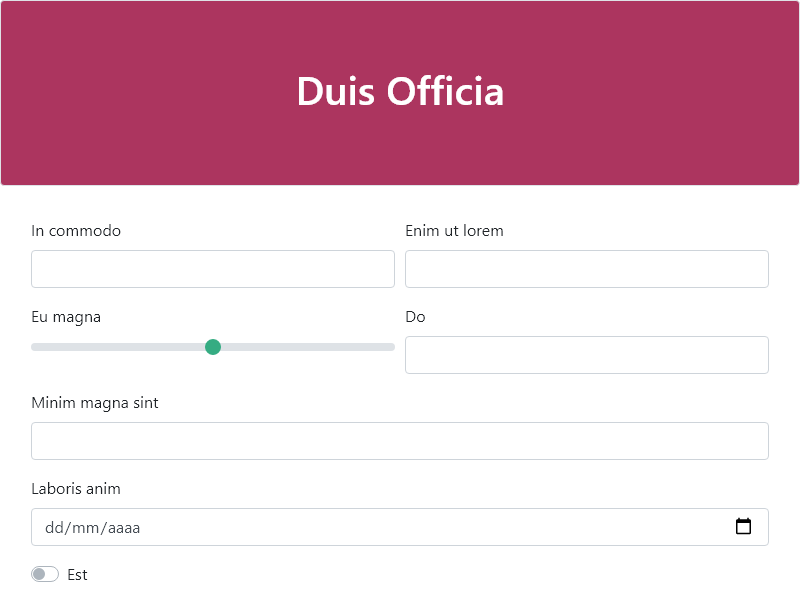 Duis Officia
In commodo
Enim ut lorem
Eu magna
Do
Minim magna sint
Laboris anim
dd/mm/aaaa
Est